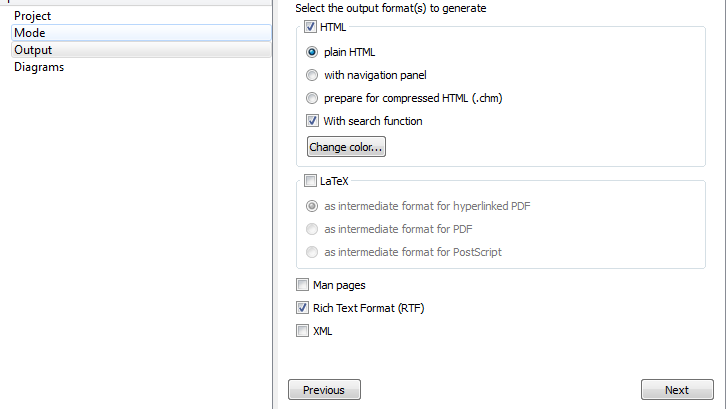 Project
Mode
Output
Diagrams
Select the output format(s) to generate
HTML
plain HTML
with navigation panel
prepare for compressed HTML (.chm)
With search function
Change color...
LaTeX
as intermediate format for hyperlinked PDF
as intermediate format for PDF
as intermediate format for PostScript
Man pages
Rich Text Format (RTF)
XML
Previous
Next